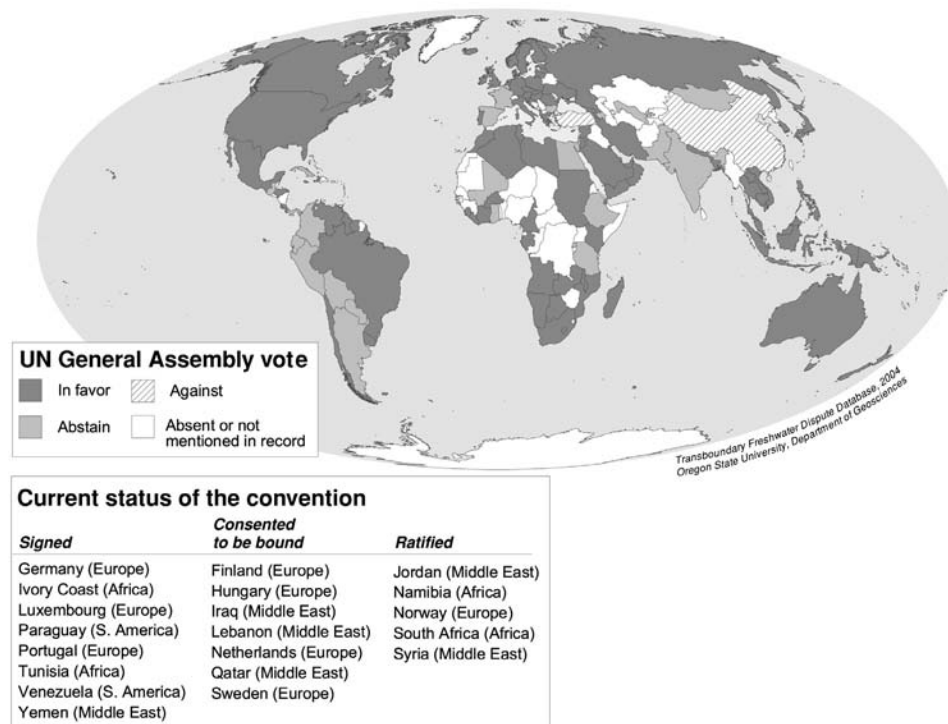 UN General Assembly vote
In favor
Against
Abstain
Absent or not
mentioned in record
Transboundary Freshwater Dispute Database, 2004
Oregon State University, Department of Geosciences
Current status of the convention
Signed
Consented
to be bound
Ratified
Germany (Europe)
Finland (Europe)
Jordan (Middle East)
Ivory Coast (Africa)
Hungary (Europe)
Namibia (Africa)
Luxembourg (Europe)
Iraq (Middle East)
Norway (Europe)
Paraguay (S. America)
Lebanon (Middle East)
South Africa (Africa)
Portugal (Europe)
Netherlands (Europe)
Syria (Middle East)
Tunisia (Africa)
Qatar (Middle East)
Venezuela (S. America)
Sweden (Europe)
Yemen (Middle East)